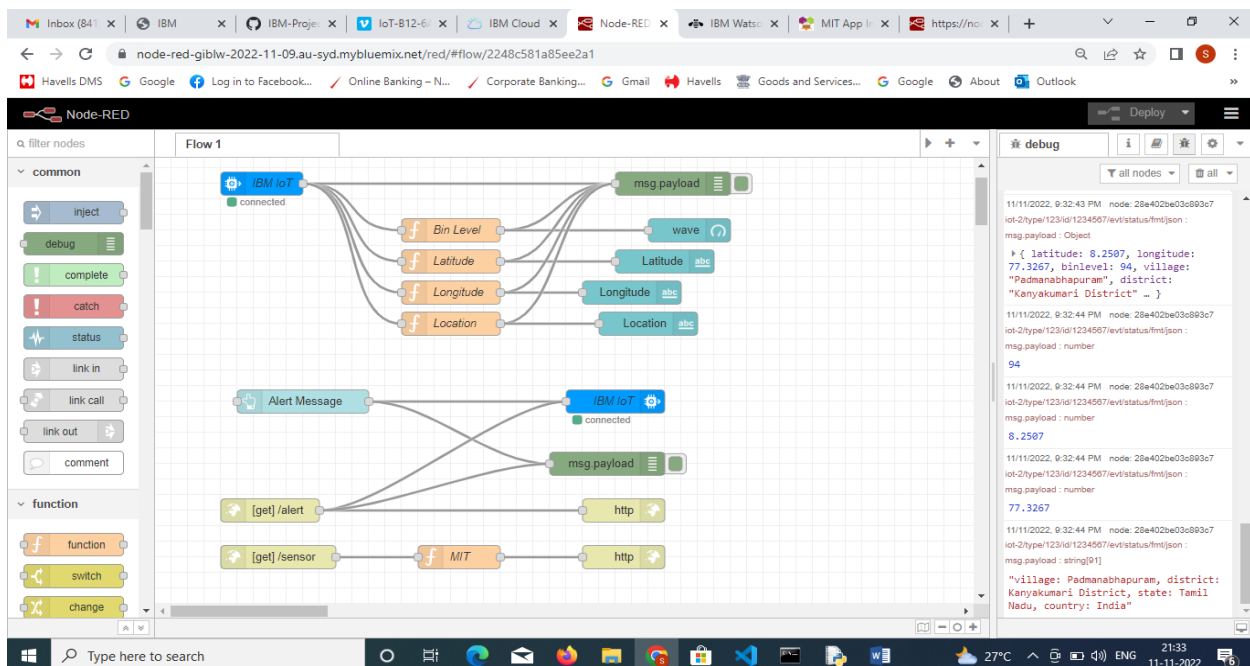 Inbox (841
IBM
IBM-Projec
IoT-B12-6
IBM Cloud
Node-RED
IBM Watso
MIT App In
https://no
node-red-giblw-2022-11-09.au-syd.mybluemix.net/red/#flow/2248c581a85ee2a1
S
Havells DMS
Google
Log in to Facebook...
Online Banking – N...
Corporate Banking...
Gmail
Havells
Goods and Services...
Google
About
Outlook
»
Node-RED
Deploy
filter nodes
common
inject
debug
complete
catch
status
link in
link call
link out
comment
function
function
switch
change
Flow 1
IBM IoT
connected
msg.payload
Bin Level
wave
Latitude
Latitude abc
Longitude
Longitude abc
Location
Location abc
Alert Message
IBM IoT
connected
msg.payload
[get] /alert
http
[get] /sensor
MIT
http
debug
i
all nodes
all
11/11/2022, 9:32:43 PM node: 28e402be03c893c7
iot-2/type/123/id/1234567/evt/status/fmt/json :
msg.payload : Object
{ latitude: 8.2507, longitude:
77.3267, binlevel: 94, village:
"Padmanabhapuram", district:
"Kanyakumari District" … }
11/11/2022, 9:32:44 PM node: 28e402be03c893c7
iot-2/type/123/id/1234567/evt/status/fmt/json :
msg.payload : number
94
11/11/2022, 9:32:44 PM node: 28e402be03c893c7
iot-2/type/123/id/1234567/evt/status/fmt/json :
msg.payload : number
8.2507
11/11/2022, 9:32:44 PM node: 28e402be03c893c7
iot-2/type/123/id/1234567/evt/status/fmt/json :
msg.payload : number
77.3267
11/11/2022, 9:32:44 PM node: 28e402be03c893c7
iot-2/type/123/id/1234567/evt/status/fmt/json :
msg.payload : string[91]
"village: Padmanabhapuram, district:
Kanyakumari District, state: Tamil
Nadu, country: India"
Type here to search
27°C
ENG
21:33
11-11-2022
6